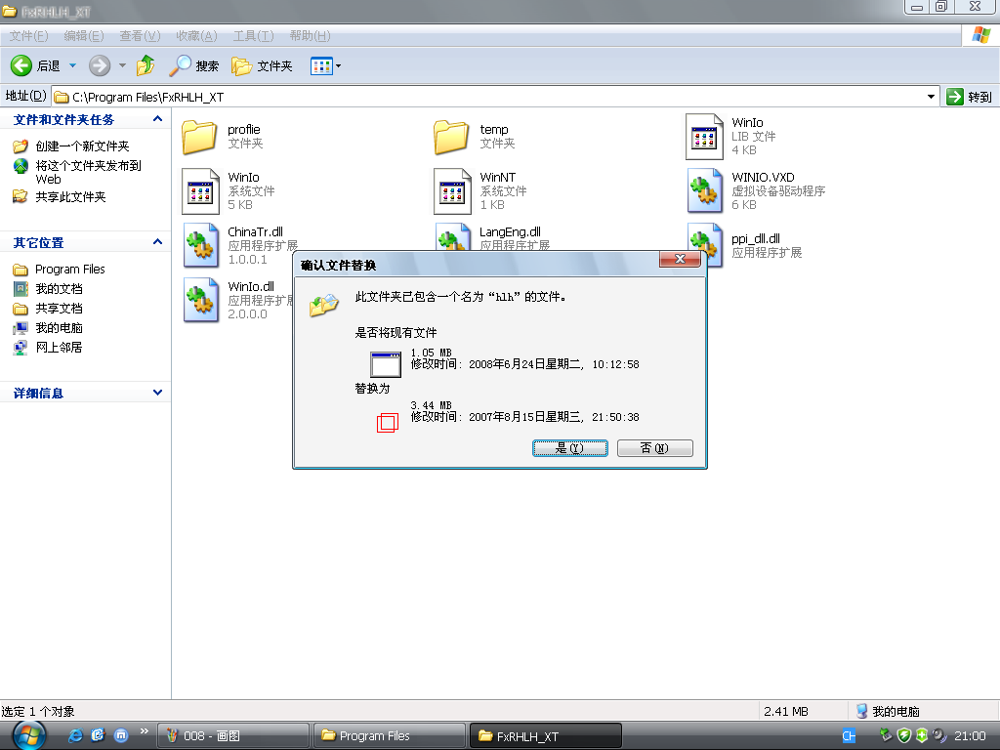 FxRHLH_XT
文件(F) 编辑(E) 查看(V) 收藏(A) 工具(T) 帮助(H)
后退 搜索 文件夹
地址(D) C:\Program Files\FxRHLH_XT 转到
文件和文件夹任务
创建一个新文件夹
将这个文件夹发布到
Web
共享此文件夹
其它位置
Program Files
我的文档
共享文档
我的电脑
网上邻居
详细信息
proflie
文件夹
temp
文件夹
WinIo
LIB 文件
4 KB
WinIo
系统文件
5 KB
WinNT
系统文件
1 KB
WINIO.VXD
虚拟设备驱动程序
6 KB
ChinaTr.dll
应用程序扩展
1.0.0.1
LangEng.dll
应用程序扩展
ppi_dll.dll
应用程序扩展
WinIo.dll
应用程序扩展
2.0.0.0
确认文件替换
此文件夹已包含一个名为“hlh”的文件。
是否将现有文件
1.05 MB
修改时间: 2008年6月24日星期二, 10:12:58
替换为
3.44 MB
修改时间: 2007年8月15日星期三, 21:50:38
是(Y) 否(N)
选定 1 个对象 2.41 MB 我的电脑
» 008 - 画图 Program Files FxRHLH_XT CH 21:00